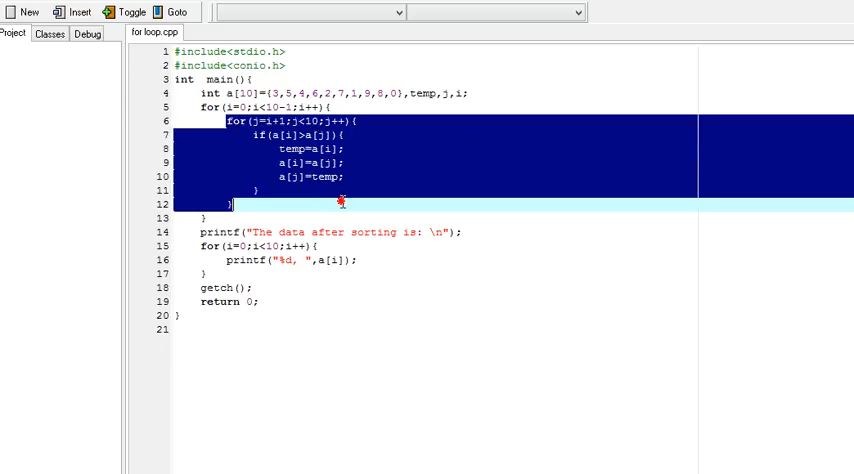 New Insert Toggle Goto
Project Classes Debug
for loop.cpp
1 #include<stdio.h>
2 #include<conio.h>
3 int  main(){
4     int a[10]={3,5,4,6,2,7,1,9,8,0},temp,j,i;
5     for(i=0;i<10-1;i++){
6         for(j=i+1;j<10;j++){
7             if(a[i]>a[j]){
8                 temp=a[i];
9                 a[i]=a[j];
10                 a[j]=temp;
11             }
12         }
13     }
14     printf("The data after sorting is: \n");
15     for(i=0;i<10;i++){
16         printf("%d, ",a[i]);
17     }
18     getch();
19     return 0;
20 }
21